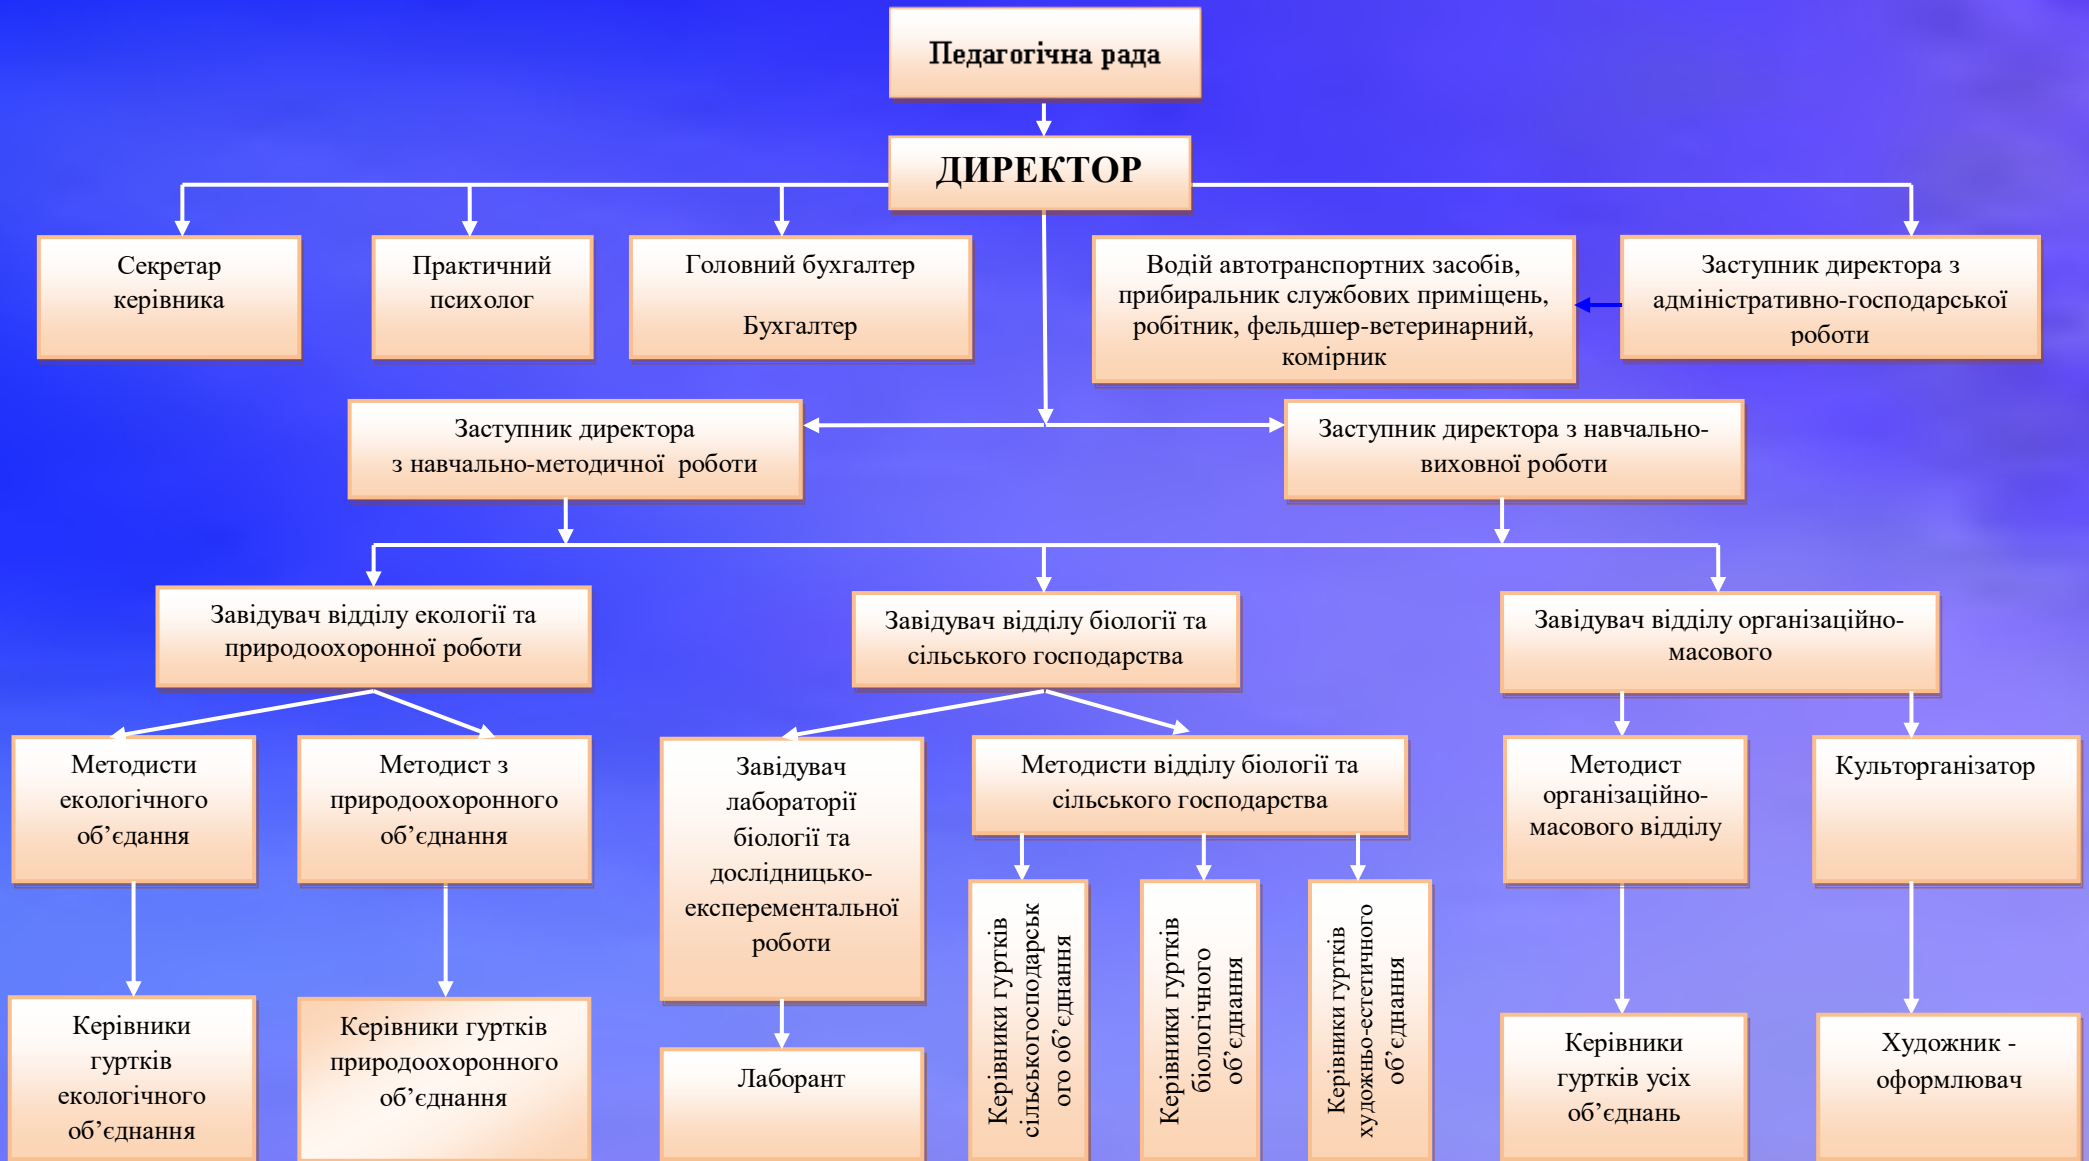 Педагогічна рада
ДИРЕКТОР
Секретар
керівника
Практичний
психолог
Головний бухгалтер
Бухгалтер
Водій автотранспортних засобів,
прибиральник службових приміщень,
робітник, фельдшер-ветеринарний,
комірник
Заступник директора з
адміністративно-господарської
роботи
Заступник директора
з навчально-методичної роботи
Заступник директора з навчально-
виховної роботи
Завідувач відділу екології та
природоохоронної роботи
Завідувач відділу біології та
сільського господарства
Завідувач відділу організаційно-
масового
Методисти
екологічного
об’єдання
Методист з
природоохоронного
об’єднання
Завідувач
лабораторії
біології та
дослідницько-
експерементальної
роботи
Методисти відділу біології та
сільського господарства
Методист
організаційно-
масового відділу
Культорганізатор
Керівники
гуртків
екологічного
об’єднання
Керівники гуртків
природоохоронного
об’єднання
Лаборант
Керівники гуртків
сільськогосподарськ
ого об’єднання
Керівники гуртків
біологічного
об’єднання
Керівники гуртків
художньо-естетичного
об’єднання
Керівники
гуртків усіх
об’єднань
Художник -
оформлювач